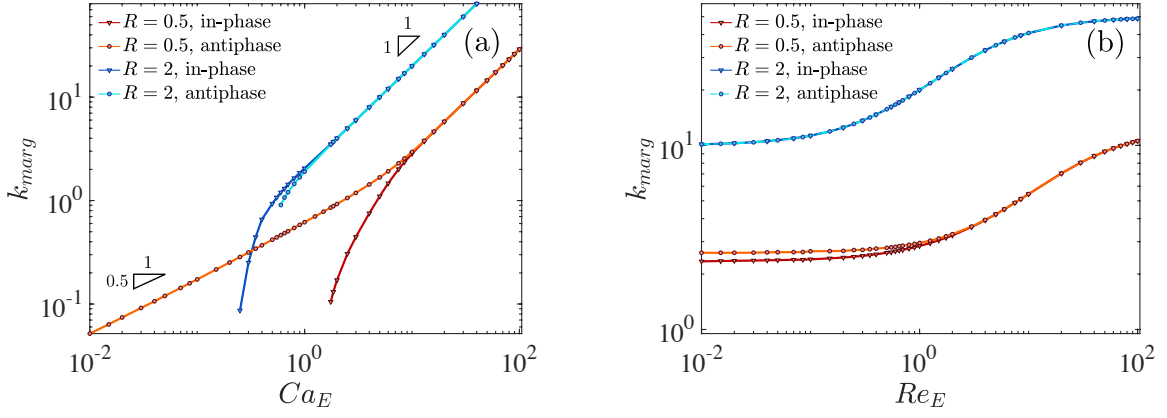 R = 0.5, in-phase
R = 0.5, antiphase
R = 2, in-phase
R = 2, antiphase
(a)
1
1
1
0.5
10^1
10^0
10^-1
k_marg
10^-2
10^0
10^2
Ca_E
R = 0.5, in-phase
R = 0.5, antiphase
R = 2, in-phase
R = 2, antiphase
(b)
10^1
10^0
k_marg
10^-2
10^0
10^2
Re_E